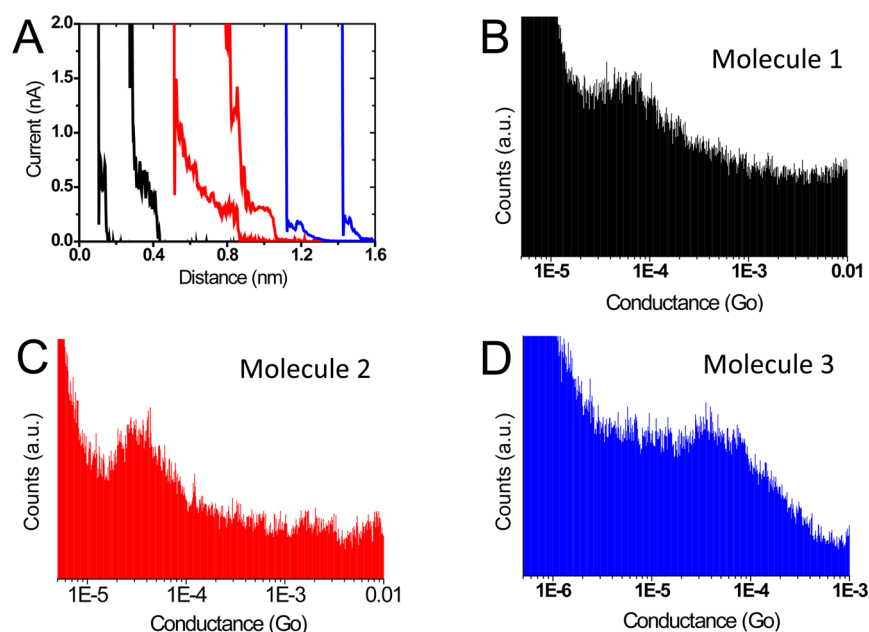 A
2.0
1.5
1.0
0.5
0.0
Current (nA)
0.0 0.4 0.8 1.2 1.6
Distance (nm)
B
Molecule 1
Counts (a.u.)
1E-5 1E-4 1E-3 0.01
Conductance (Go)
C
Molecule 2
Counts (a.u.)
1E-5 1E-4 1E-3 0.01
Conductance (Go)
D
Molecule 3
Counts (a.u.)
1E-6 1E-5 1E-4 1E-3
Conductance (Go)